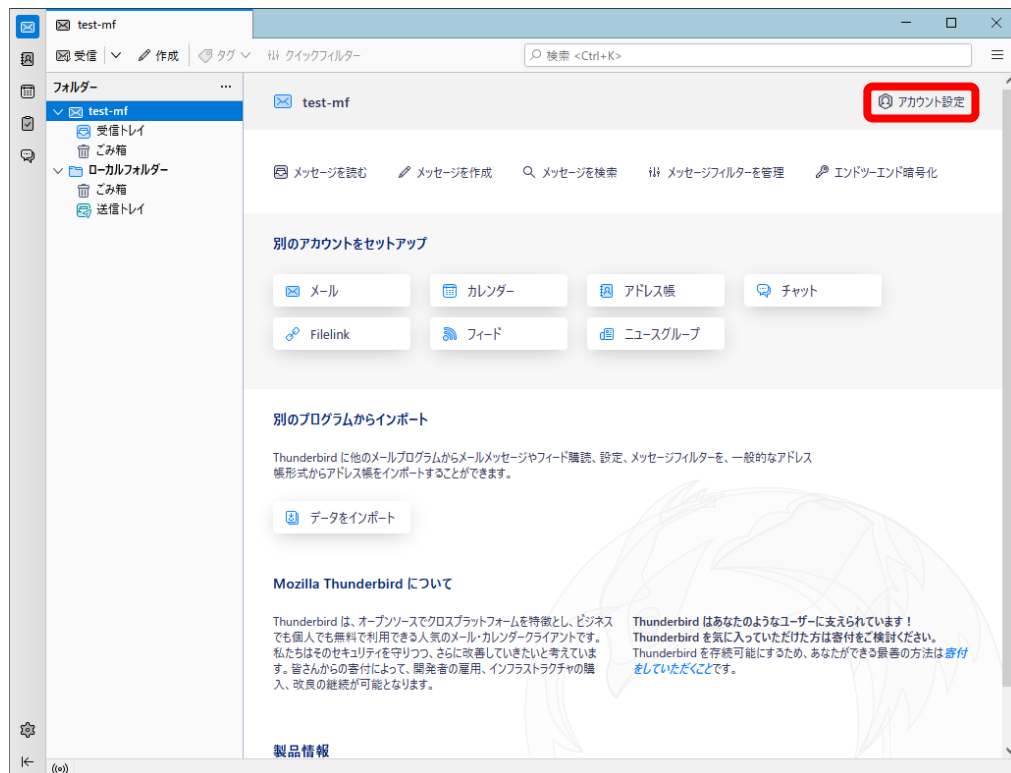 test-mf
受信
作成
タグ
クイックフィルター
検索 <Ctrl+K>
フォルダー
test-mf
受信トレイ
ごみ箱
ローカルフォルダー
ごみ箱
送信トレイ
test-mf
アカウント設定
メッセージを読む
メッセージを作成
メッセージを検索
メッセージフィルターを管理
エンドツーエンド暗号化
別のアカウントをセットアップ
メール
カレンダー
アドレス帳
チャット
Filelink
フィード
ニュースグループ
別のプログラムからインポート
Thunderbird に他のメールプログラムからメールメッセージやフィード購読、設定、メッセージフィルターを、一般的なアドレス
帳形式からアドレス帳をインポートすることができます。
データをインポート
Mozilla Thunderbird について
Thunderbird は、オープンソースでクロスプラットフォームを特徴とし、ビジネス
でも個人でも無料で利用できる人気のメール・カレンダークライアントです。
私たちはそのセキュリティを守りつつ、さらに改善していきたいと考えていま
す。皆さんからの寄付によって、開発者の雇用、インフラストラクチャの購
入、改良の継続が可能となります。
Thunderbird はあなたのようなユーザーに支えられています！
Thunderbird を気に入っていただけた方は寄付をご検討ください。
Thunderbird を存続可能にするため、あなたができる最善の方法は寄付
をしていただくことです。
製品情報